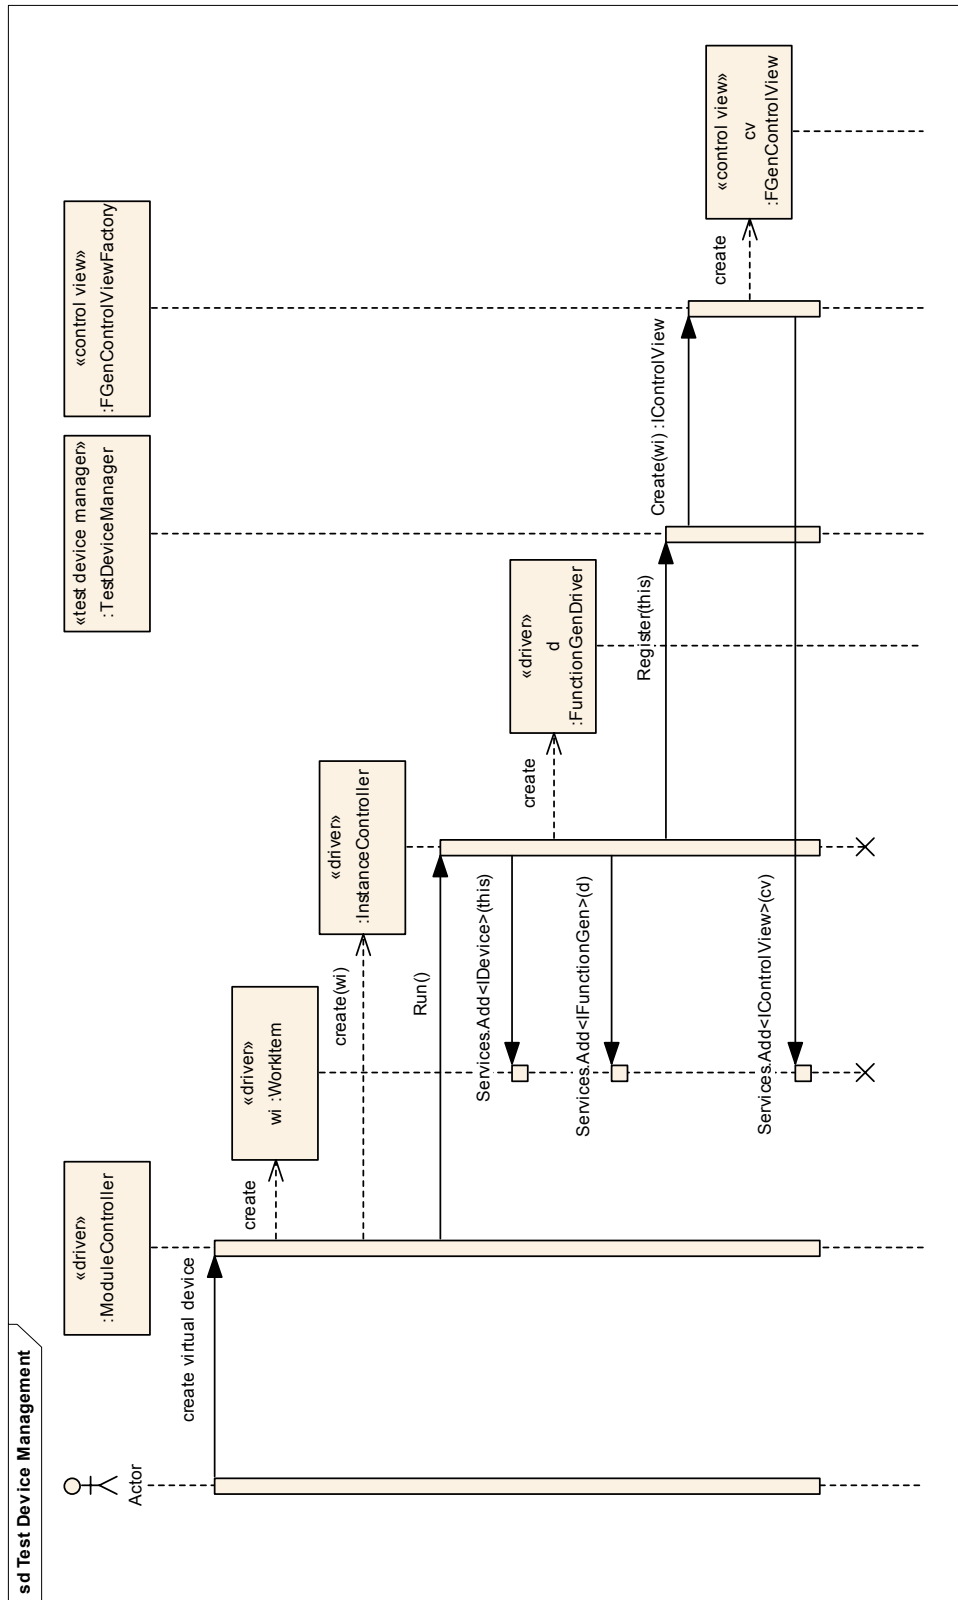 sd Test Device Management
Actor
«driver»
:ModuleController
«driver»
wi :WorkItem
«driver»
:InstanceController
«driver»
d
:FunctionGenDriver
«test device manager»
:TestDeviceManager
«control view»
:FGenControlViewFactory
«control view»
cv
:FGenControlView
create virtual device
create
create(wi)
Run()
Services.Add<IDevice>(this)
create
Services.Add<IFunctionGen>(d)
Register(this)
Create(wi) :IControlView
create
Services.Add<IControlView>(cv)